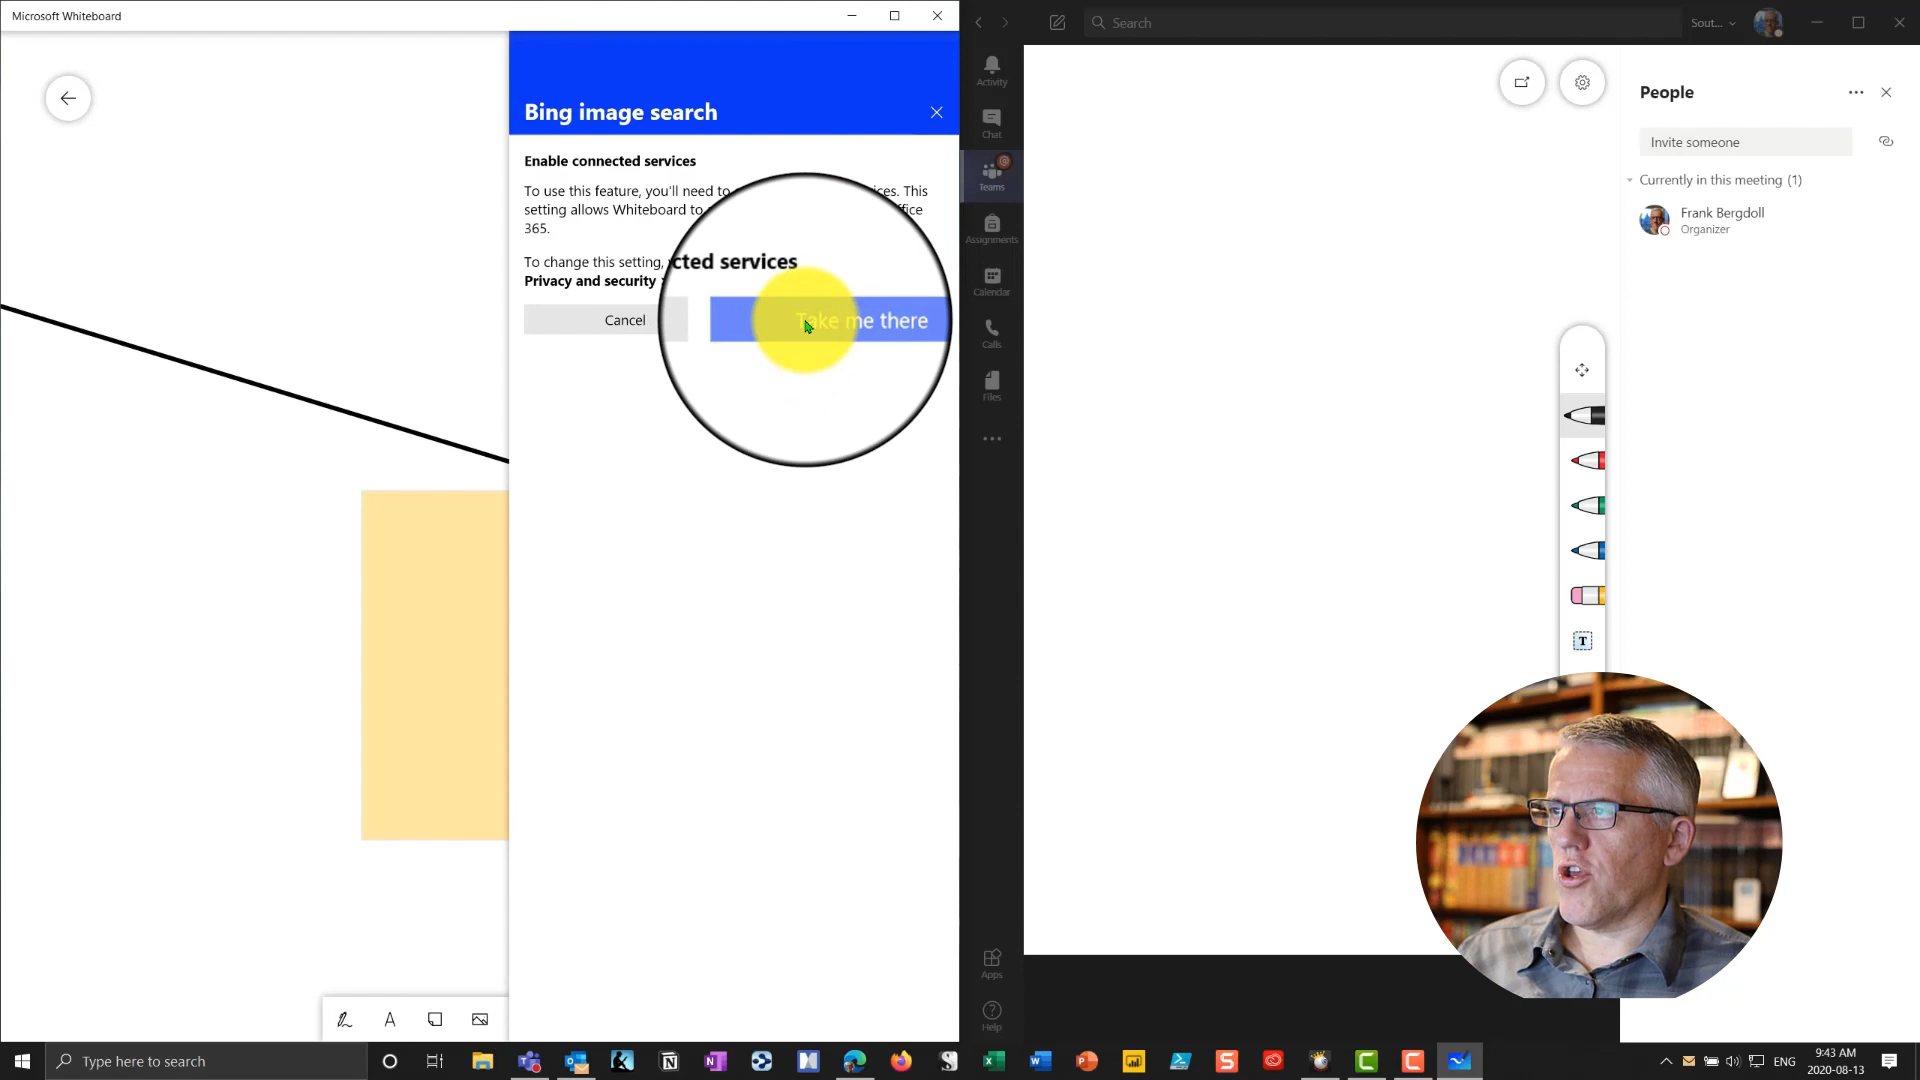 Microsoft Whiteboard
Bing image search
Enable connected services
To use this feature, you'll need to
ices. This
setting allows Whiteboard to
ffice
365.
To change this setting,
cted services
Privacy and security
Cancel
Take me there
Search
Sout...
Activity
Chat
Teams
Assignments
Calendar
Calls
Files
Apps
Help
People
Invite someone
Currently in this meeting (1)
Frank Bergdoll
Organizer
T
Type here to search
ENG
9:43 AM
2020-08-13